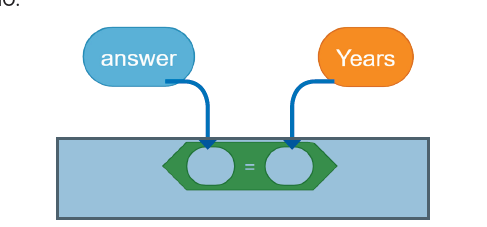 answer
Years
=